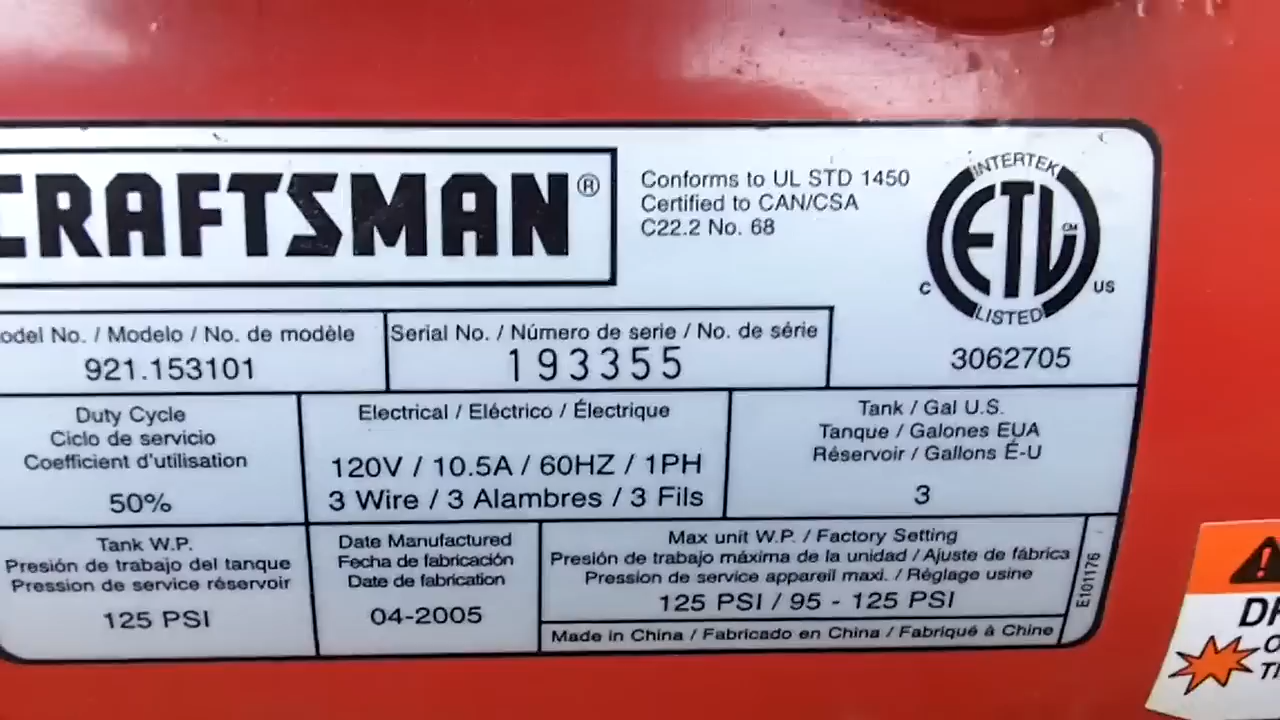 CRAFTSMAN®
Conforms to UL STD 1450
Certified to CAN/CSA
C22.2 No. 68
INTERTEK
ETL CM
C US
LISTED
3062705
odel No. / Modelo / No. de modèle
921.153101
Serial No. / Número de serie / No. de série
193355
Duty Cycle
Ciclo de servicio
Coefficient d'utilisation
50%
Electrical / Eléctrico / Électrique
120V / 10.5A / 60HZ / 1PH
3 Wire / 3 Alambres / 3 Fils
Tank / Gal U.S.
Tanque / Galones EUA
Réservoir / Gallons É-U
3
Tank W.P.
Presión de trabajo del tanque
Pression de service réservoir
125 PSI
Date Manufactured
Fecha de fabricación
Date de fabrication
04-2005
Max unit W.P. / Factory Setting
Presión de trabajo máxima de la unidad / Ajuste de fábrica
Pression de service appareil maxi. / Réglage usine
125 PSI / 95 - 125 PSI
Made in China / Fabricado en China / Fabriqué à Chine
E101176